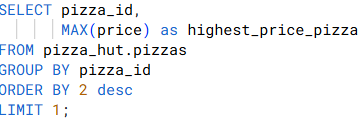 SELECT pizza_id,
MAX(price) as highest_price_pizza
FROM pizza_hut.pizzas
GROUP BY pizza_id
ORDER BY 2 desc
LIMIT 1;